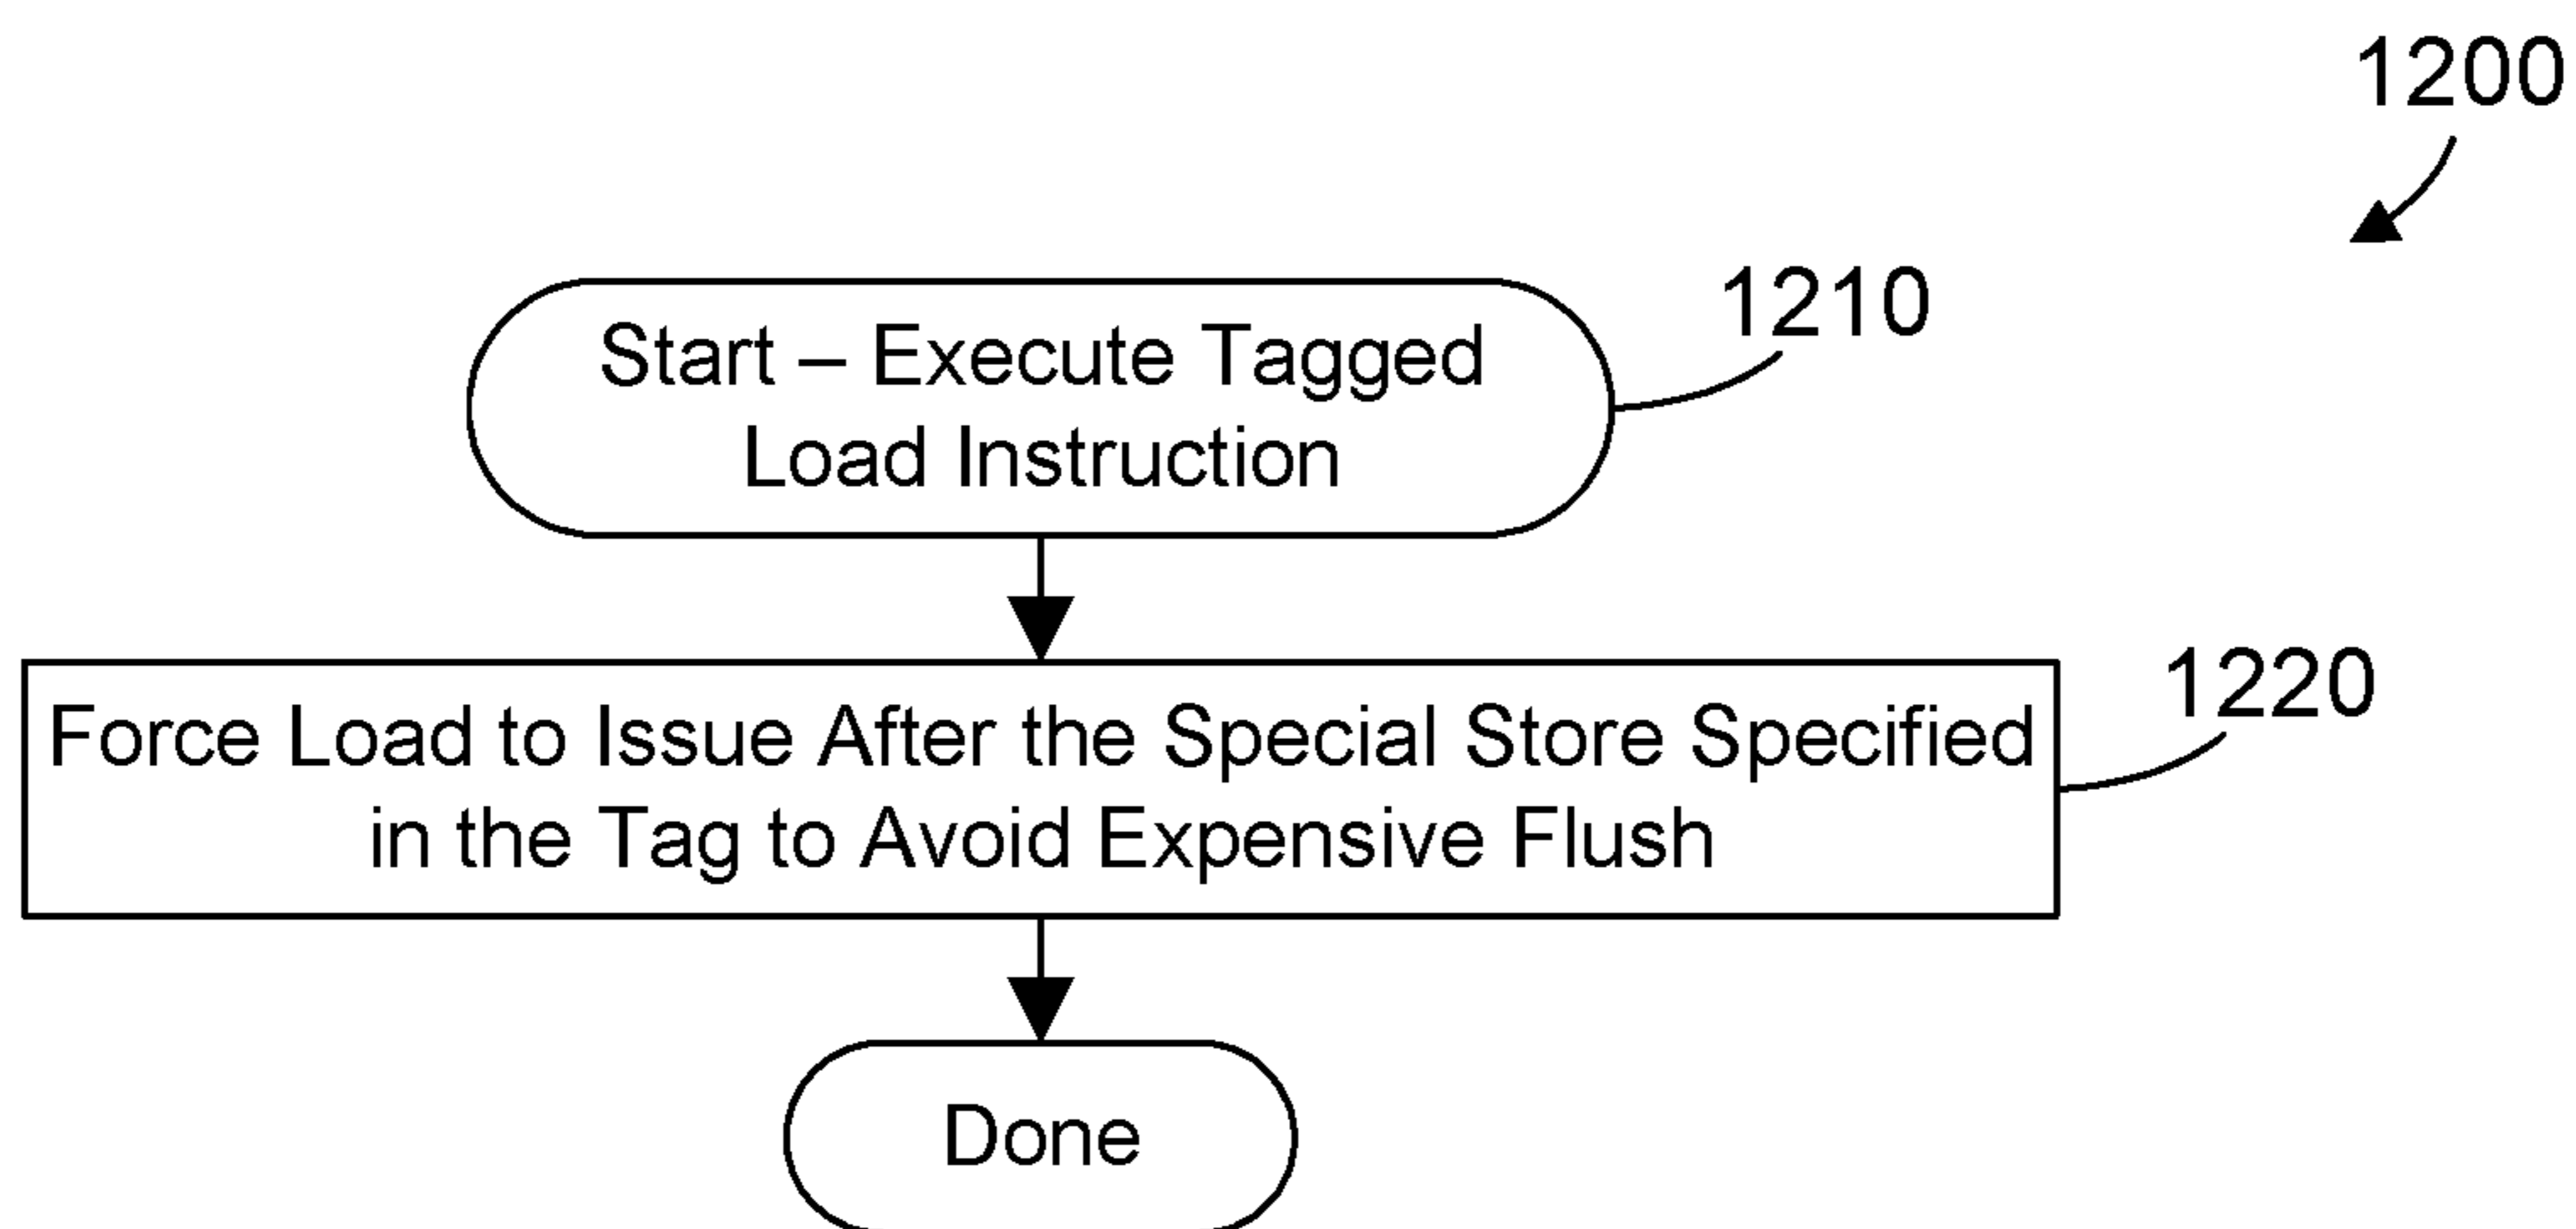 1200
1210
Start – Execute Tagged
Load Instruction
1220
Force Load to Issue After the Special Store Specified
in the Tag to Avoid Expensive Flush
Done